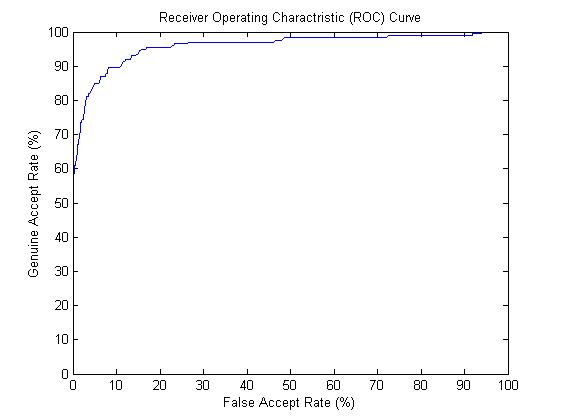 Receiver Operating Charactristic (ROC) Curve
100
90
80
70
60
50
40
30
20
10
0
Genuine Accept Rate (%)
0 10 20 30 40 50 60 70 80 90 100
False Accept Rate (%)